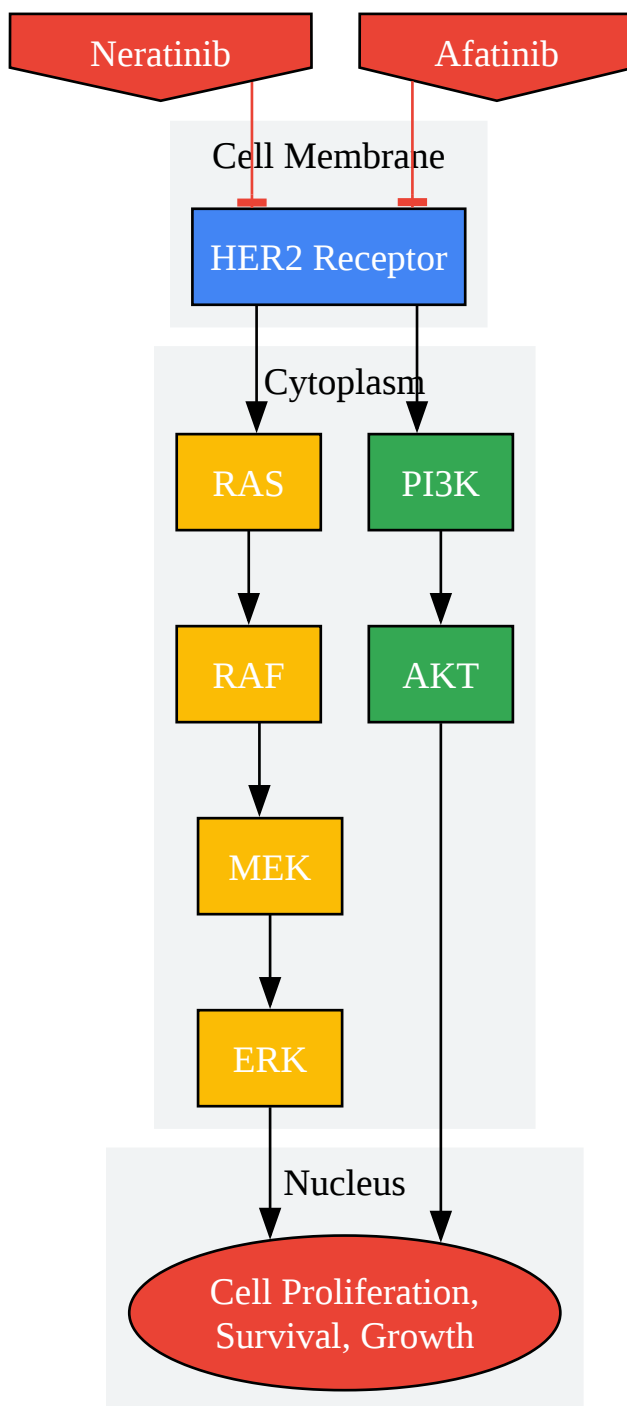 Neratinib
Afatinib
Cell Membrane
HER2 Receptor
Cytoplasm
RAS
PI3K
RAF
AKT
MEK
ERK
Nucleus
Cell Proliferation,
Survival, Growth